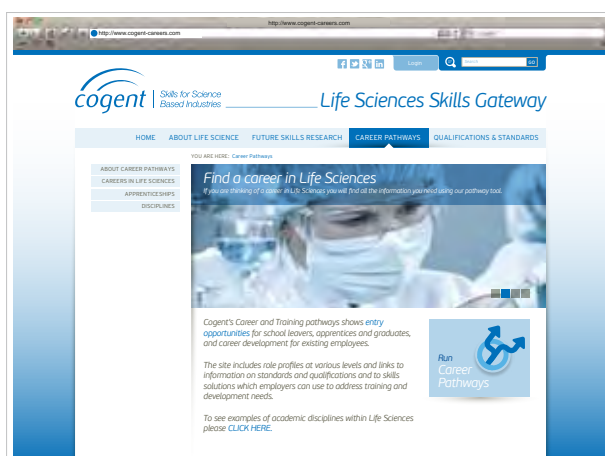 http://www.cogent-careers.com
http://www.cogent-careers.com
Login
Search
GO
cogent
Skills for Science
Based Industries
Life Sciences Skills Gateway
HOME
ABOUT LIFE SCIENCE
FUTURE SKILLS RESEARCH
CAREER PATHWAYS
QUALIFICATIONS & STANDARDS
YOU ARE HERE: Career Pathways
ABOUT CAREER PATHWAYS
CAREERS IN LIFE SCIENCES
APPRENTICESHIPS
DISCIPLINES
Find a career in Life Sciences
If you are thinking of a career in Life Sciences you will find all the information you need using our pathway tool.
Cogent's Career and Training pathways shows entry
opportunities for school leavers, apprentices and graduates,
and career development for existing employees.
The site includes role profiles at various levels and links to
information on standards and qualifications and to skills
solutions which employers can use to address training and
development needs.
To see examples of academic disciplines within Life Sciences
please CLICK HERE.
Run
Career
Pathways